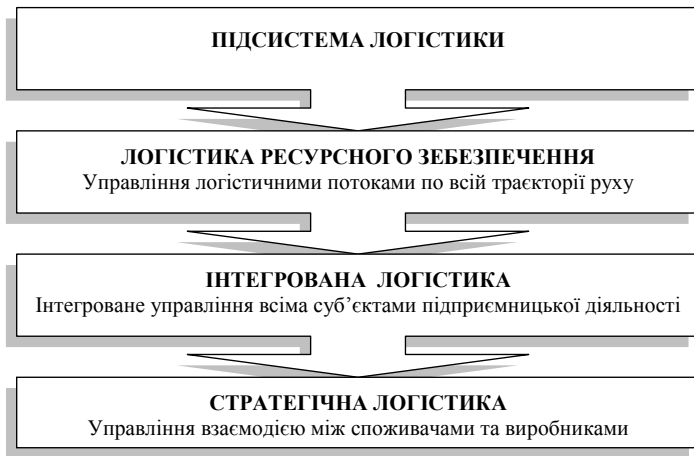 ПІДСИСТЕМА ЛОГІСТИКИ
ЛОГІСТИКА РЕСУРСНОГО ЗЕБЕЗПЕЧЕННЯ
Управління логістичними потоками по всій траєкторії руху
ІНТЕГРОВАНА ЛОГІСТИКА
Інтегроване управління всіма суб’єктами підприємницької діяльності
СТРАТЕГІЧНА ЛОГІСТИКА
Управління взаємодією між споживачами та виробниками